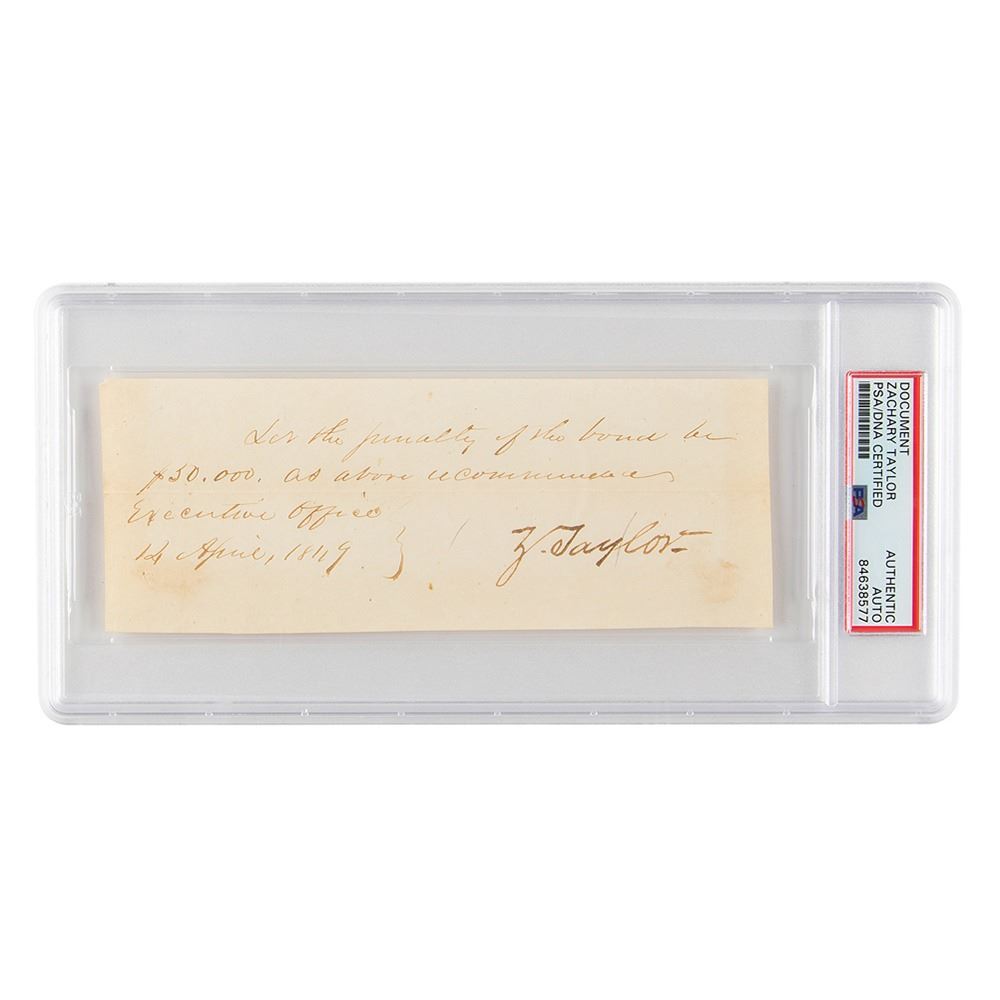 Let the penalty of the bond be
$50.000. as above recommended
Executive Office
14 April, 1849 } Z. Taylor
DOCUMENT
ZACHARY TAYLOR
PSA/DNA CERTIFIED
PSA
AUTHENTIC
AUTO
84638577